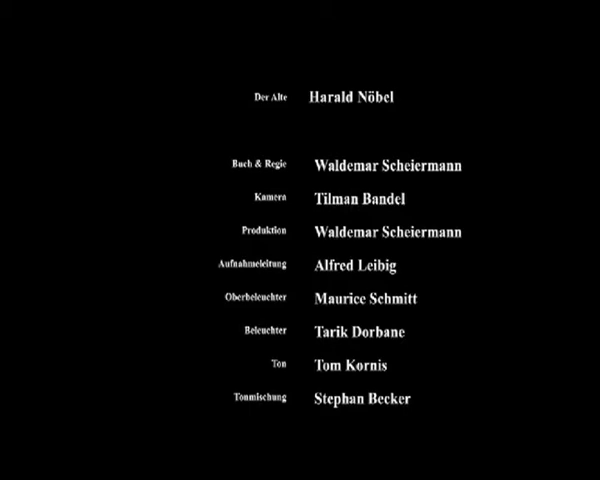 Der Alte Harald Nöbel
Buch & Regie Waldemar Scheiermann
Kamera Tilman Bandel
Produktion Waldemar Scheiermann
Aufnahmeleitung Alfred Leibig
Oberbeleuchter Maurice Schmitt
Beleuchter Tarik Dorbane
Ton Tom Kornis
Tonmischung Stephan Becker